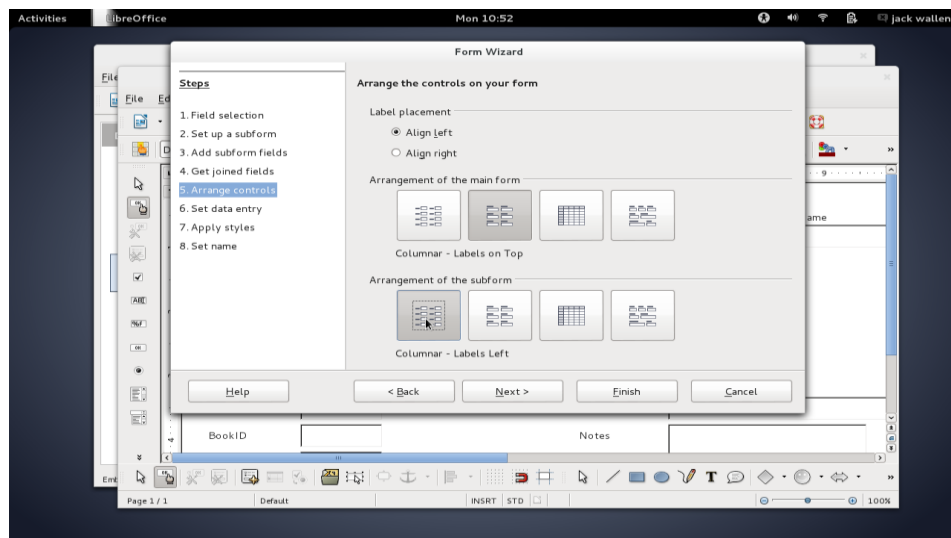 Activities
LibreOffice
Mon 10:52
jack wallen
Form Wizard
File
File
Ed
Steps
1. Field selection
2. Set up a subform
3. Add subform fields
4. Get joined fields
5. Arrange controls
6. Set data entry
7. Apply styles
8. Set name
Arrange the controls on your form
Label placement
Align left
Align right
Arrangement of the main form
Columnar - Labels on Top
Arrangement of the subform
Columnar - Labels Left
Help
< Back
Next >
Finish
Cancel
9
ame
BookID
Notes
Page 1 / 1
Default
INSRT
STD
100%